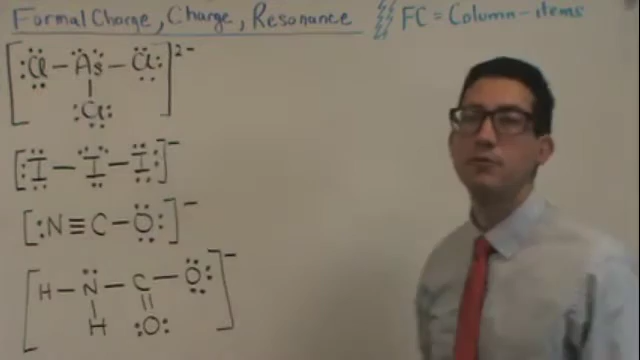 Formal Charge, Charge, Resonance
FC = Column - items
[:Cl - As - Cl:]2-
Cl:
[:I - I - I:]-
[:N≡C - O:]-
[H - N - C - O:]-
H :O: